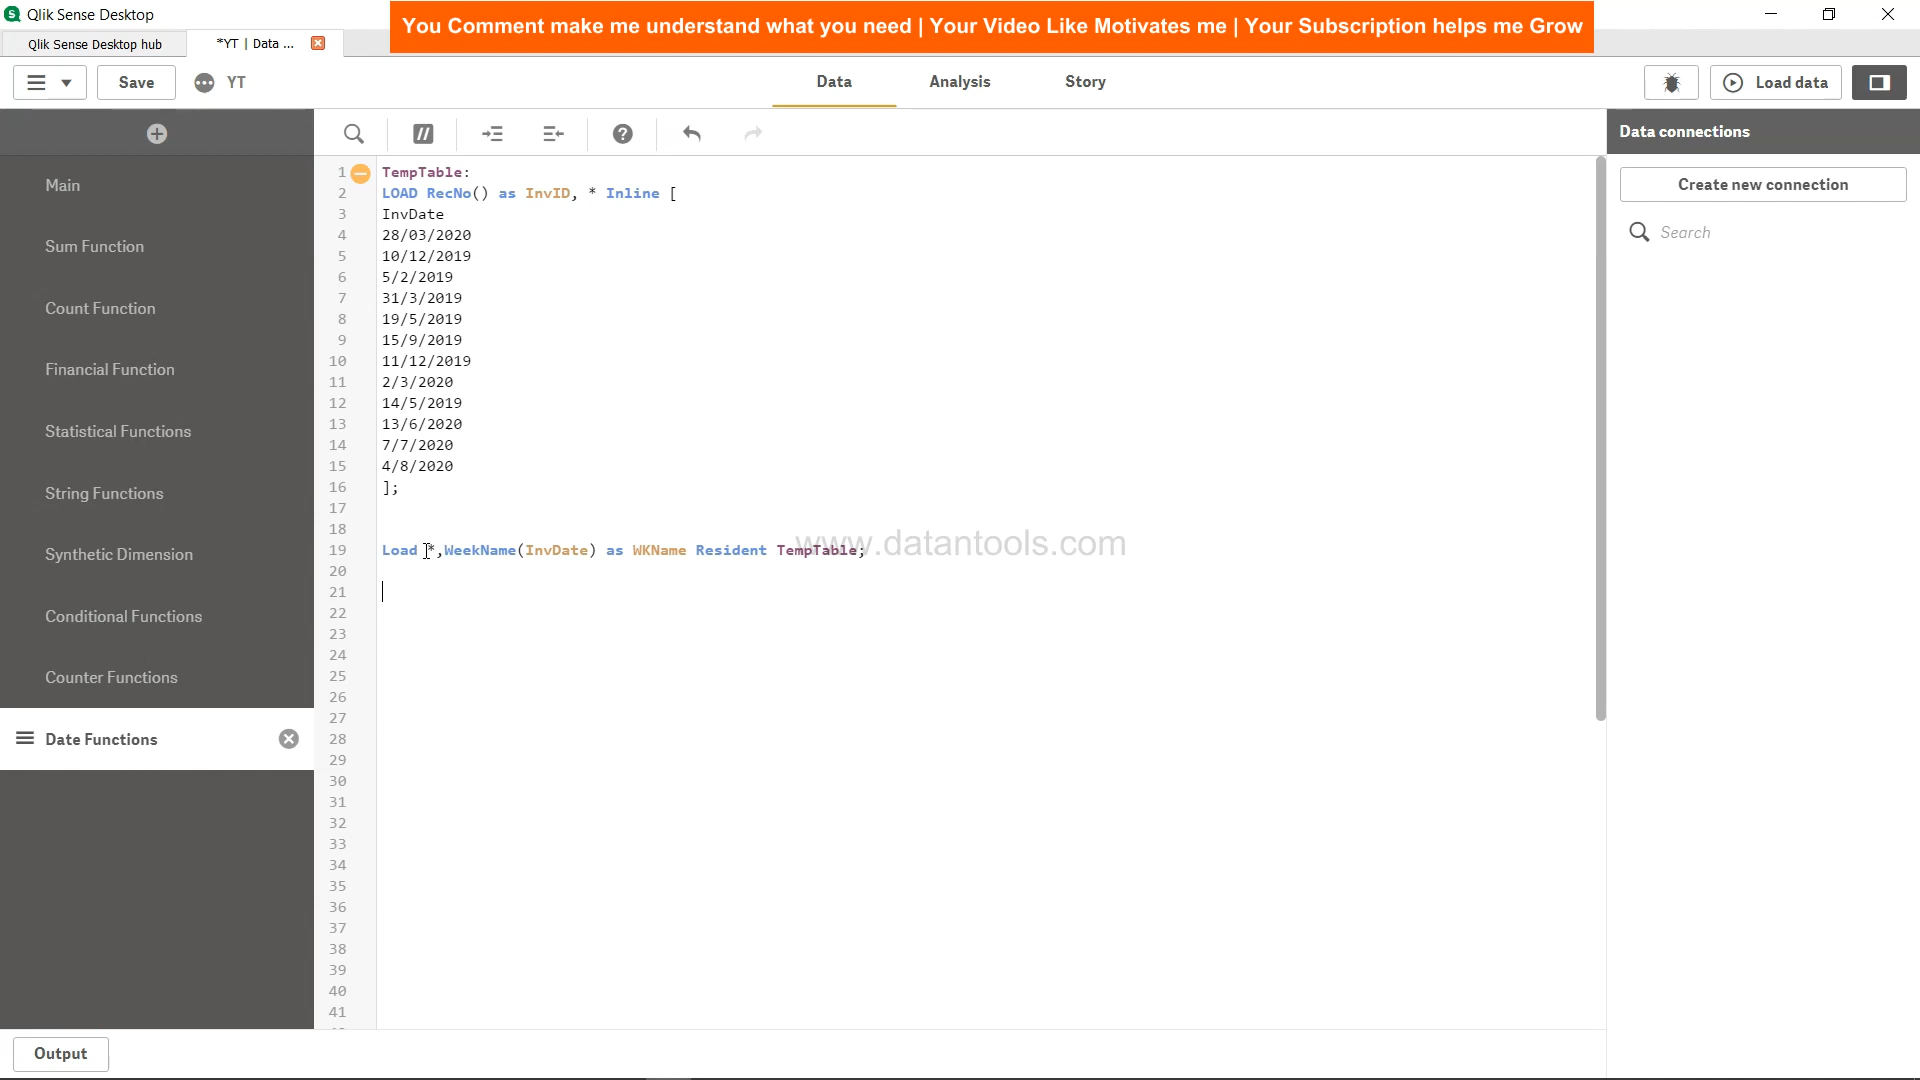 Qlik Sense Desktop
You Comment make me understand what you need | Your Video Like Motivates me | Your Subscription helps me Grow
Qlik Sense Desktop hub
*YT | Data ...
Save
YT
Data
Analysis
Story
Load data
Main
Sum Function
Count Function
Financial Function
Statistical Functions
String Functions
Synthetic Dimension
Conditional Functions
Counter Functions
Date Functions
1 TempTable:
2 LOAD RecNo() as InvID, * Inline [
3 InvDate
4 28/03/2020
5 10/12/2019
6 5/2/2019
7 31/3/2019
8 19/5/2019
9 15/9/2019
10 11/12/2019
11 2/3/2020
12 14/5/2019
13 13/6/2020
14 7/7/2020
15 4/8/2020
16 ];
17
18
19 Load *,WeekName(InvDate) as WKName Resident TempTable;
20
21
22
23
24
25
26
27
28
29
30
31
32
33
34
35
36
37
38
39
40
41
www.datantools.com
Data connections
Create new connection
Search
Output